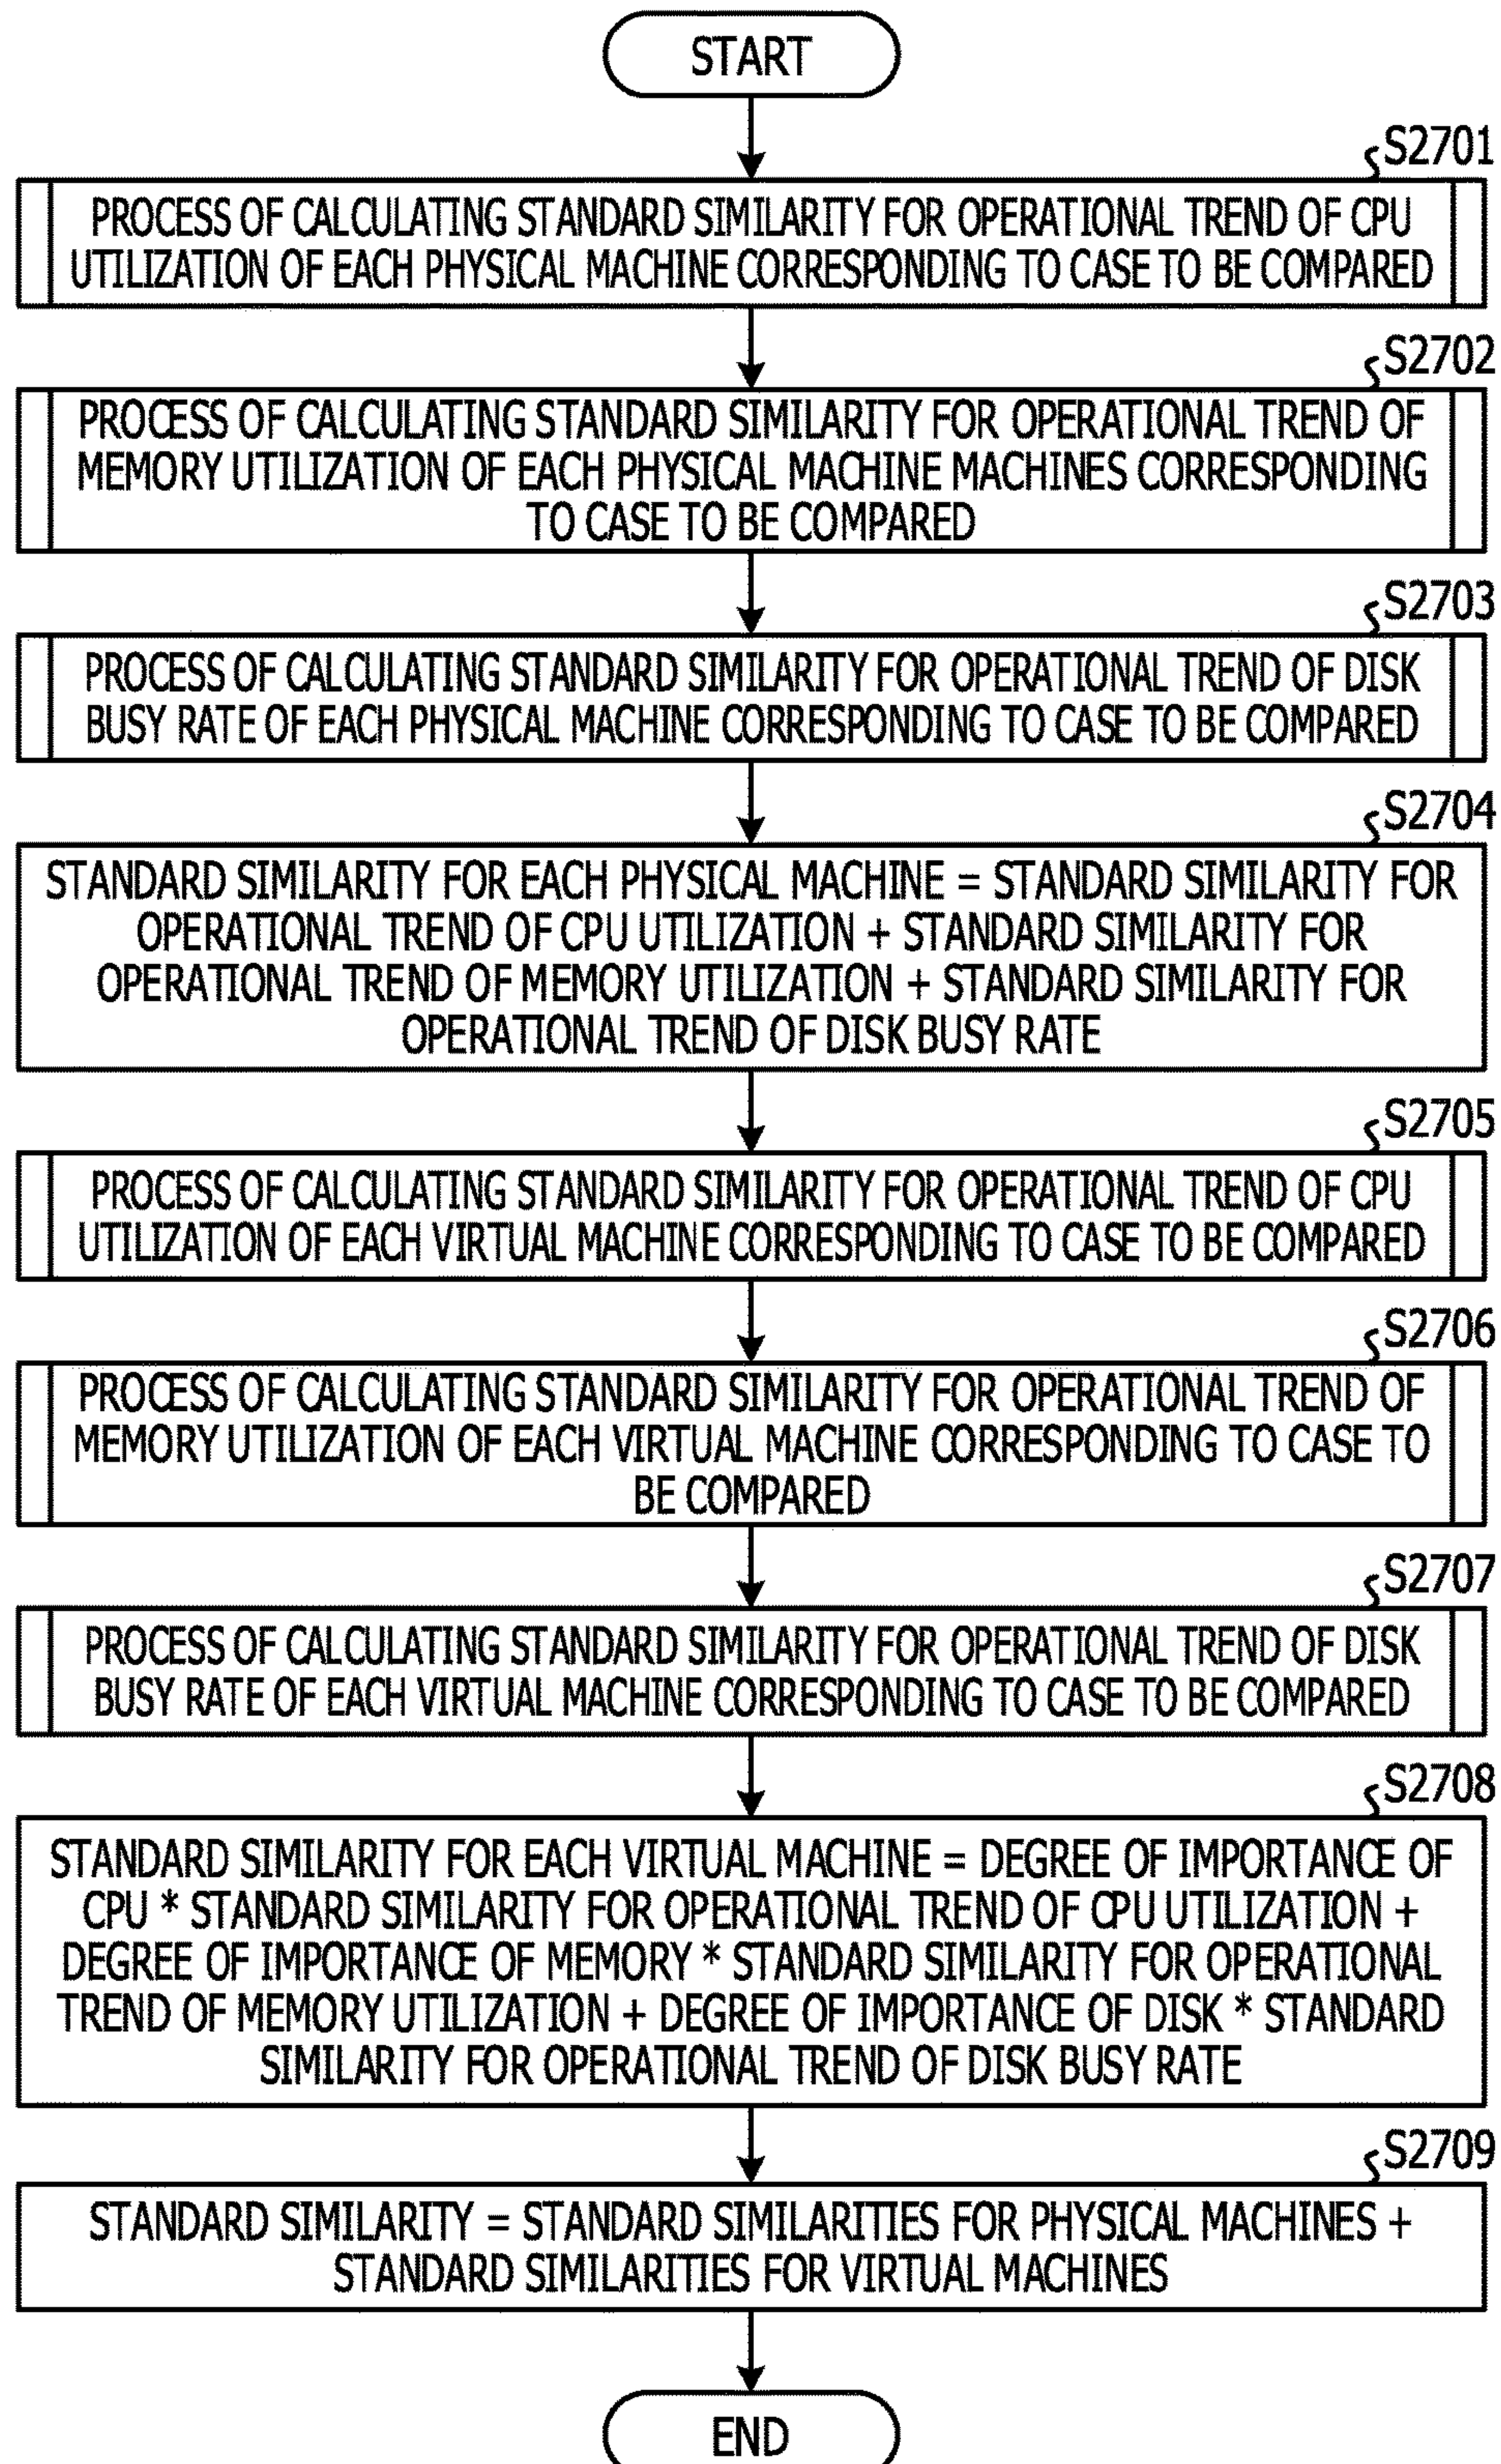 START
S2701
PROCESS OF CALCULATING STANDARD SIMILARITY FOR OPERATIONAL TREND OF CPU
UTILIZATION OF EACH PHYSICAL MACHINE CORRESPONDING TO CASE TO BE COMPARED
S2702
PROCESS OF CALCULATING STANDARD SIMILARITY FOR OPERATIONAL TREND OF
MEMORY UTILIZATION OF EACH PHYSICAL MACHINE MACHINES CORRESPONDING
TO CASE TO BE COMPARED
S2703
PROCESS OF CALCULATING STANDARD SIMILARITY FOR OPERATIONAL TREND OF DISK
BUSY RATE OF EACH PHYSICAL MACHINE CORRESPONDING TO CASE TO BE COMPARED
S2704
STANDARD SIMILARITY FOR EACH PHYSICAL MACHINE = STANDARD SIMILARITY FOR
OPERATIONAL TREND OF CPU UTILIZATION + STANDARD SIMILARITY FOR
OPERATIONAL TREND OF MEMORY UTILIZATION + STANDARD SIMILARITY FOR
OPERATIONAL TREND OF DISK BUSY RATE
S2705
PROCESS OF CALCULATING STANDARD SIMILARITY FOR OPERATIONAL TREND OF CPU
UTILIZATION OF EACH VIRTUAL MACHINE CORRESPONDING TO CASE TO BE COMPARED
S2706
PROCESS OF CALCULATING STANDARD SIMILARITY FOR OPERATIONAL TREND OF
MEMORY UTILIZATION OF EACH VIRTUAL MACHINE CORRESPONDING TO CASE TO
BE COMPARED
S2707
PROCESS OF CALCULATING STANDARD SIMILARITY FOR OPERATIONAL TREND OF DISK
BUSY RATE OF EACH VIRTUAL MACHINE CORRESPONDING TO CASE TO BE COMPARED
S2708
STANDARD SIMILARITY FOR EACH VIRTUAL MACHINE = DEGREE OF IMPORTANCE OF
CPU * STANDARD SIMILARITY FOR OPERATIONAL TREND OF CPU UTILIZATION +
DEGREE OF IMPORTANCE OF MEMORY * STANDARD SIMILARITY FOR OPERATIONAL
TREND OF MEMORY UTILIZATION + DEGREE OF IMPORTANCE OF DISK * STANDARD
SIMILARITY FOR OPERATIONAL TREND OF DISK BUSY RATE
S2709
STANDARD SIMILARITY = STANDARD SIMILARITIES FOR PHYSICAL MACHINES +
STANDARD SIMILARITIES FOR VIRTUAL MACHINES
END